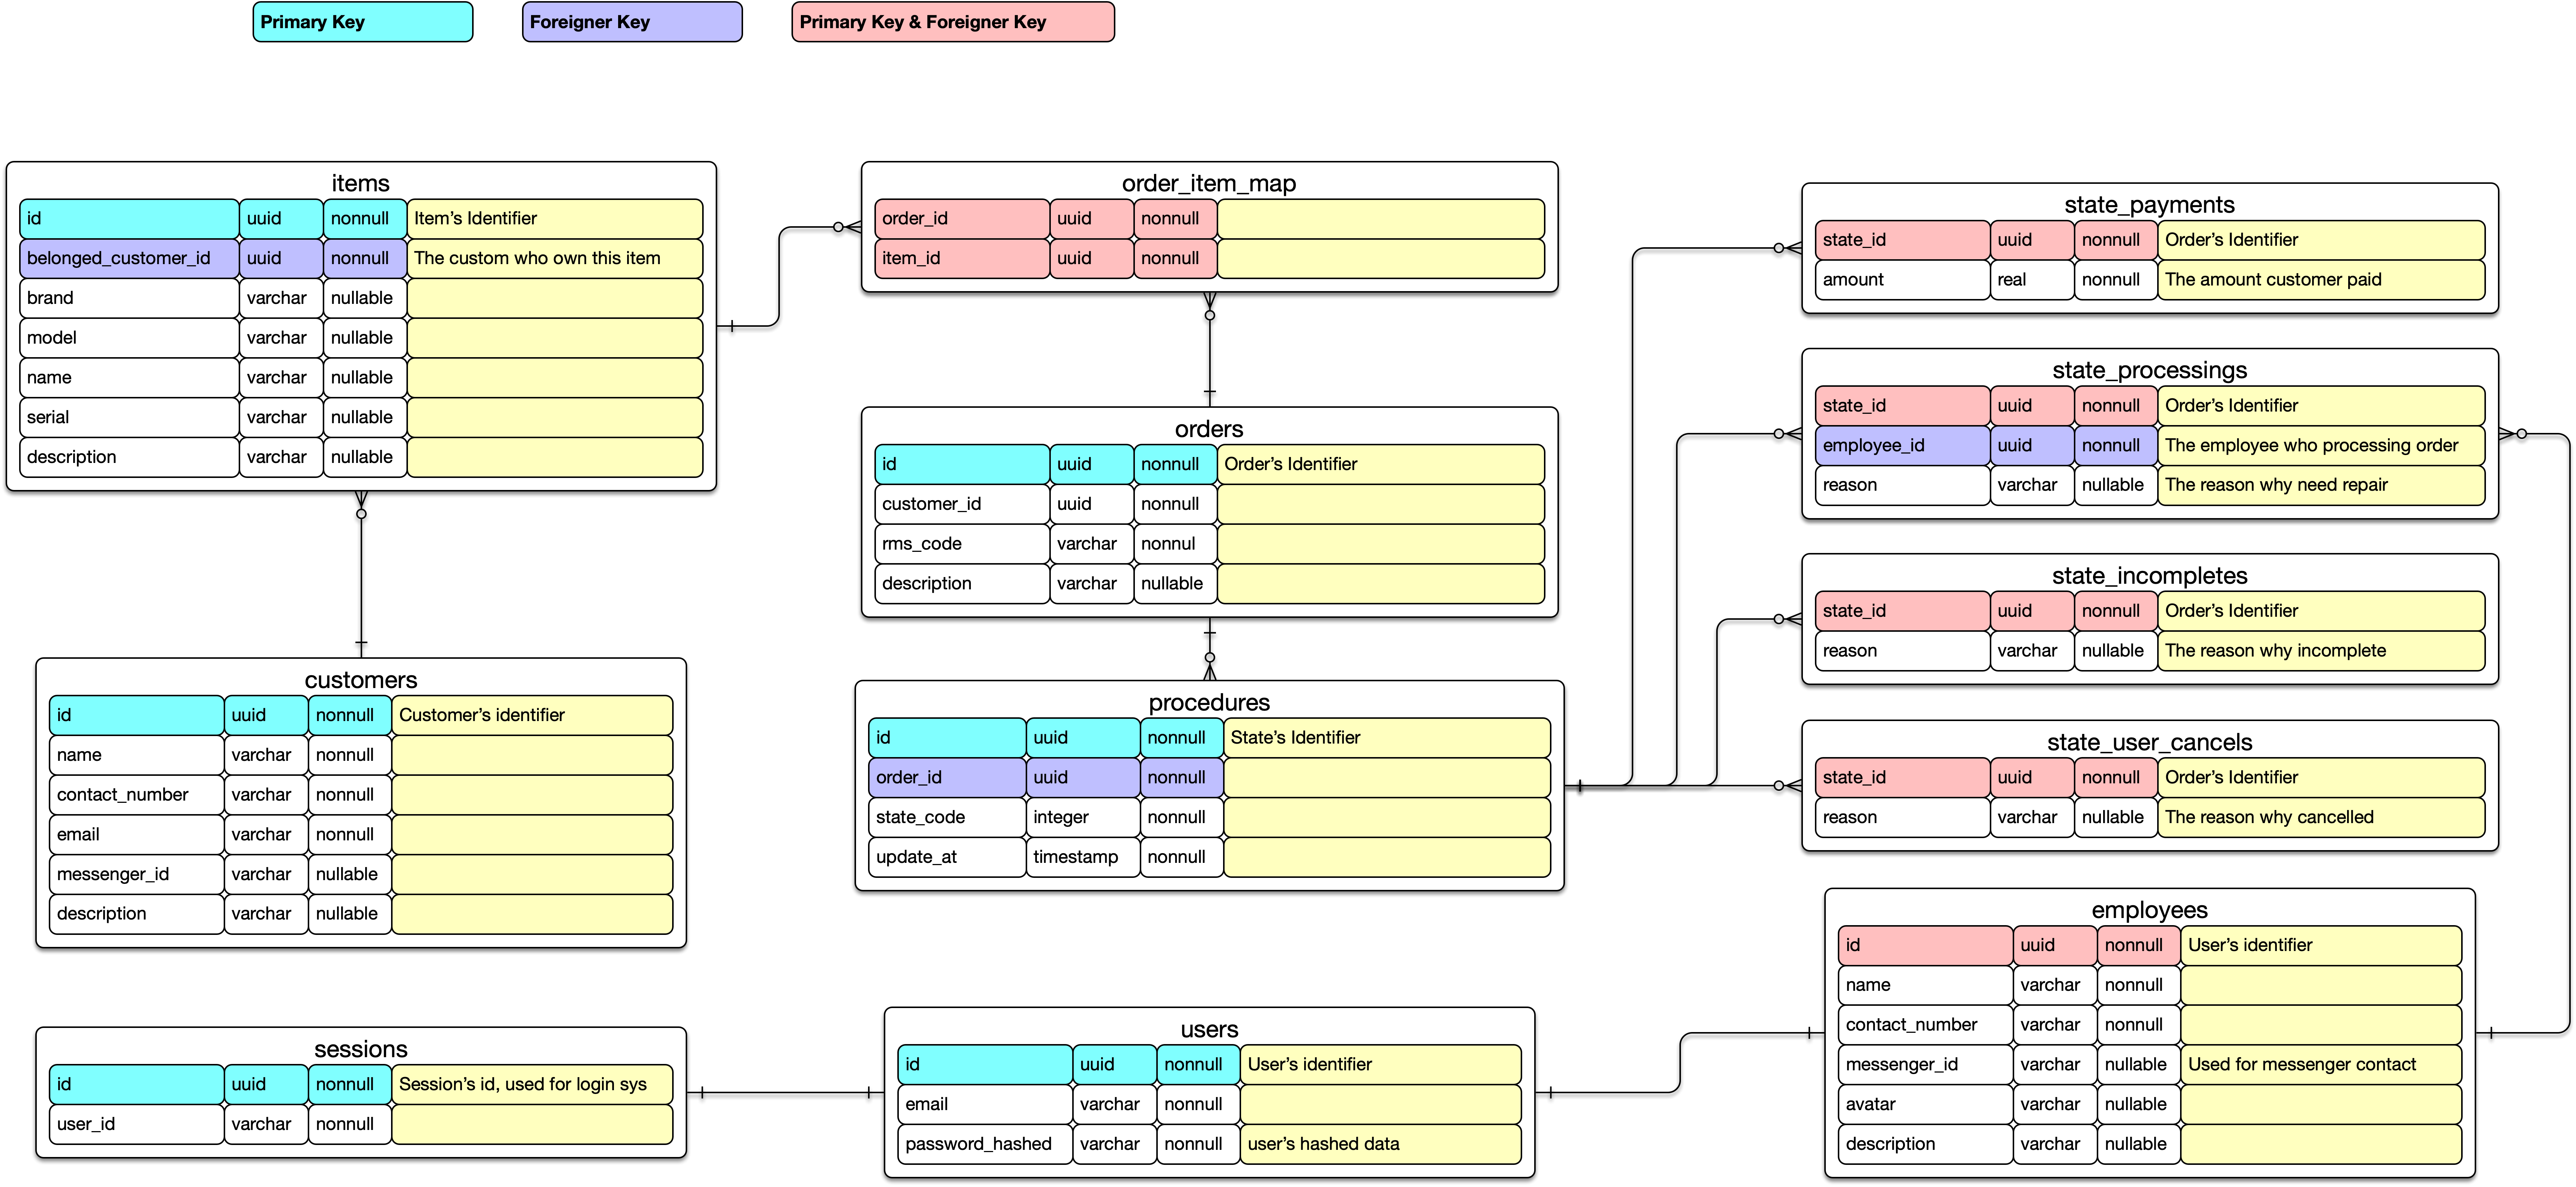 Primary Key
Foreigner Key
Primary Key & Foreigner Key
items
id uuid nonnull Item’s Identifier
belonged_customer_id uuid nonnull The custom who own this item
brand varchar nullable
model varchar nullable
name varchar nullable
serial varchar nullable
description varchar nullable
customers
id uuid nonnull Customer’s identifier
name varchar nonnull
contact_number varchar nonnull
email varchar nonnull
messenger_id varchar nullable
description varchar nullable
sessions
id uuid nonnull Session’s id, used for login sys
user_id varchar nonnull
order_item_map
order_id uuid nonnull
item_id uuid nonnull
orders
id uuid nonnull Order’s Identifier
customer_id uuid nonnull
rms_code varchar nonnul
description varchar nullable
procedures
id uuid nonnull State’s Identifier
order_id uuid nonnull
state_code integer nonnull
update_at timestamp nonnull
users
id uuid nonnull User’s identifier
email varchar nonnull
password_hashed varchar nonnull user’s hashed data
state_payments
state_id uuid nonnull Order’s Identifier
amount real nonnull The amount customer paid
state_processings
state_id uuid nonnull Order’s Identifier
employee_id uuid nonnull The employee who processing order
reason varchar nullable The reason why need repair
state_incompletes
state_id uuid nonnull Order’s Identifier
reason varchar nullable The reason why incomplete
state_user_cancels
state_id uuid nonnull Order’s Identifier
reason varchar nullable The reason why cancelled
employees
id uuid nonnull User’s identifier
name varchar nonnull
contact_number varchar nonnull
messenger_id varchar nullable Used for messenger contact
avatar varchar nullable
description varchar nullable